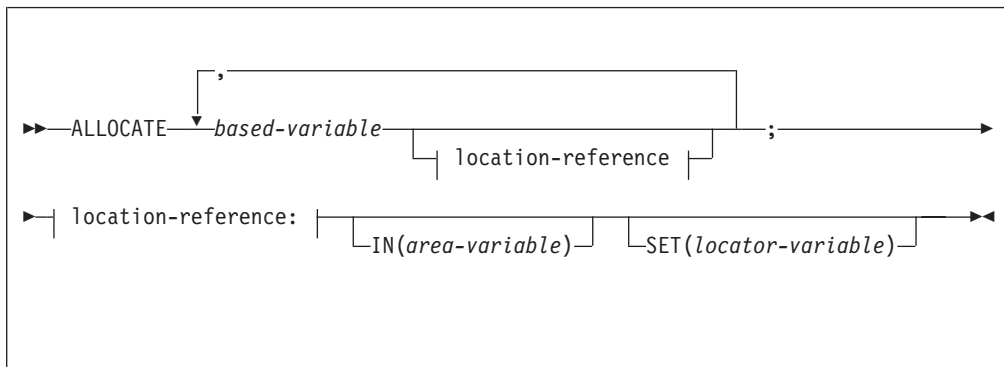 ,
ALLOCATE based-variable ;
location-reference
location-reference:
IN(area-variable) SET(locator-variable)